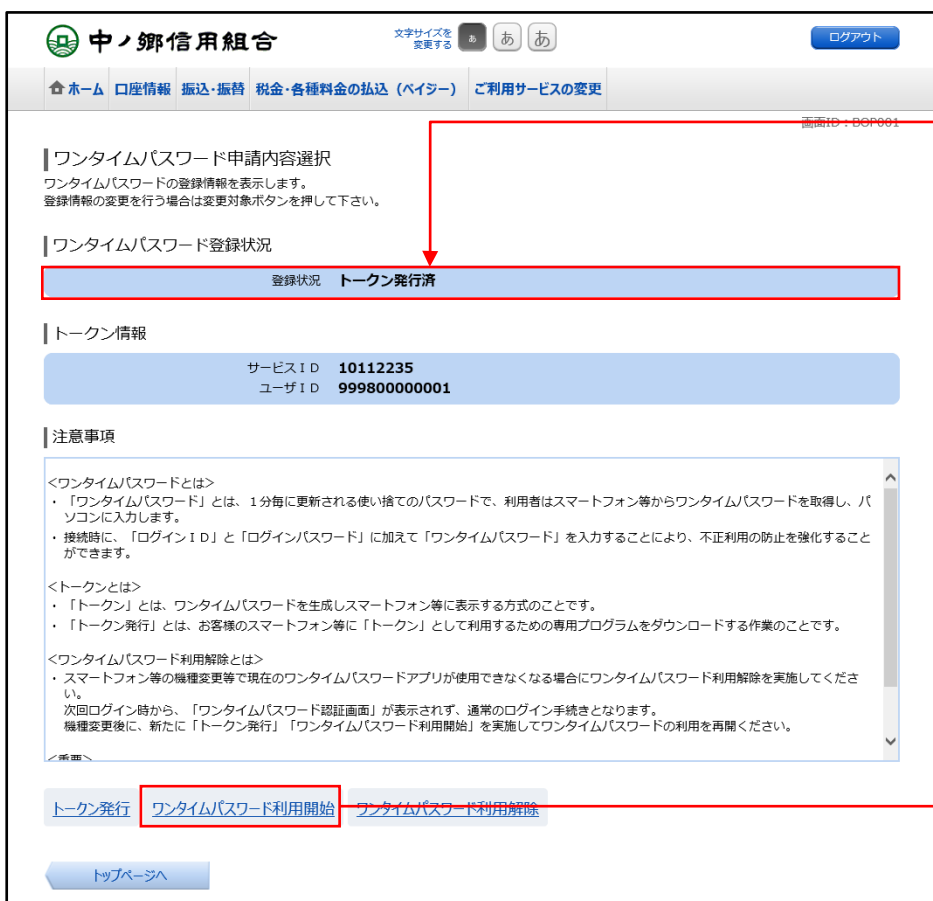 中ノ郷信用組合
文字サイズを
変更する
あ あ あ
ログアウト
ホーム 口座情報 振込・振替 税金・各種料金の払込（ペイジー） ご利用サービスの変更
画面ID：BOP001
ワンタイムパスワード申請内容選択
ワンタイムパスワードの登録情報を表示します。
登録情報の変更を行う場合は変更対象ボタンを押して下さい。
ワンタイムパスワード登録状況
登録状況 トークン発行済
トークン情報
サービスＩＤ 10112235
ユーザＩＤ 999800000001
注意事項
＜ワンタイムパスワードとは＞
・「ワンタイムパスワード」とは、１分毎に更新される使い捨てのパスワードで、利用者はスマートフォン等からワンタイムパスワードを取得し、パ
ソコンに入力します。
・接続時に、「ログインＩＤ」と「ログインパスワード」に加えて「ワンタイムパスワード」を入力することにより、不正利用の防止を強化すること
ができます。
＜トークンとは＞
・「トークン」とは、ワンタイムパスワードを生成しスマートフォン等に表示する方式のことです。
・「トークン発行」とは、お客様のスマートフォン等に「トークン」として利用するための専用プログラムをダウンロードする作業のことです。
＜ワンタイムパスワード利用解除とは＞
・スマートフォン等の機種変更等で現在のワンタイムパスワードアプリが使用できなくなる場合にワンタイムパスワード利用解除を実施してくださ
い。
次回ログイン時から、「ワンタイムパスワード認証画面」が表示されず、通常のログイン手続きとなります。
機種変更後に、新たに「トークン発行」「ワンタイムパスワード利用開始」を実施してワンタイムパスワードの利用を再開ください。
＜重要＞
トークン発行 ワンタイムパスワード利用開始 ワンタイムパスワード利用解除
トップページへ